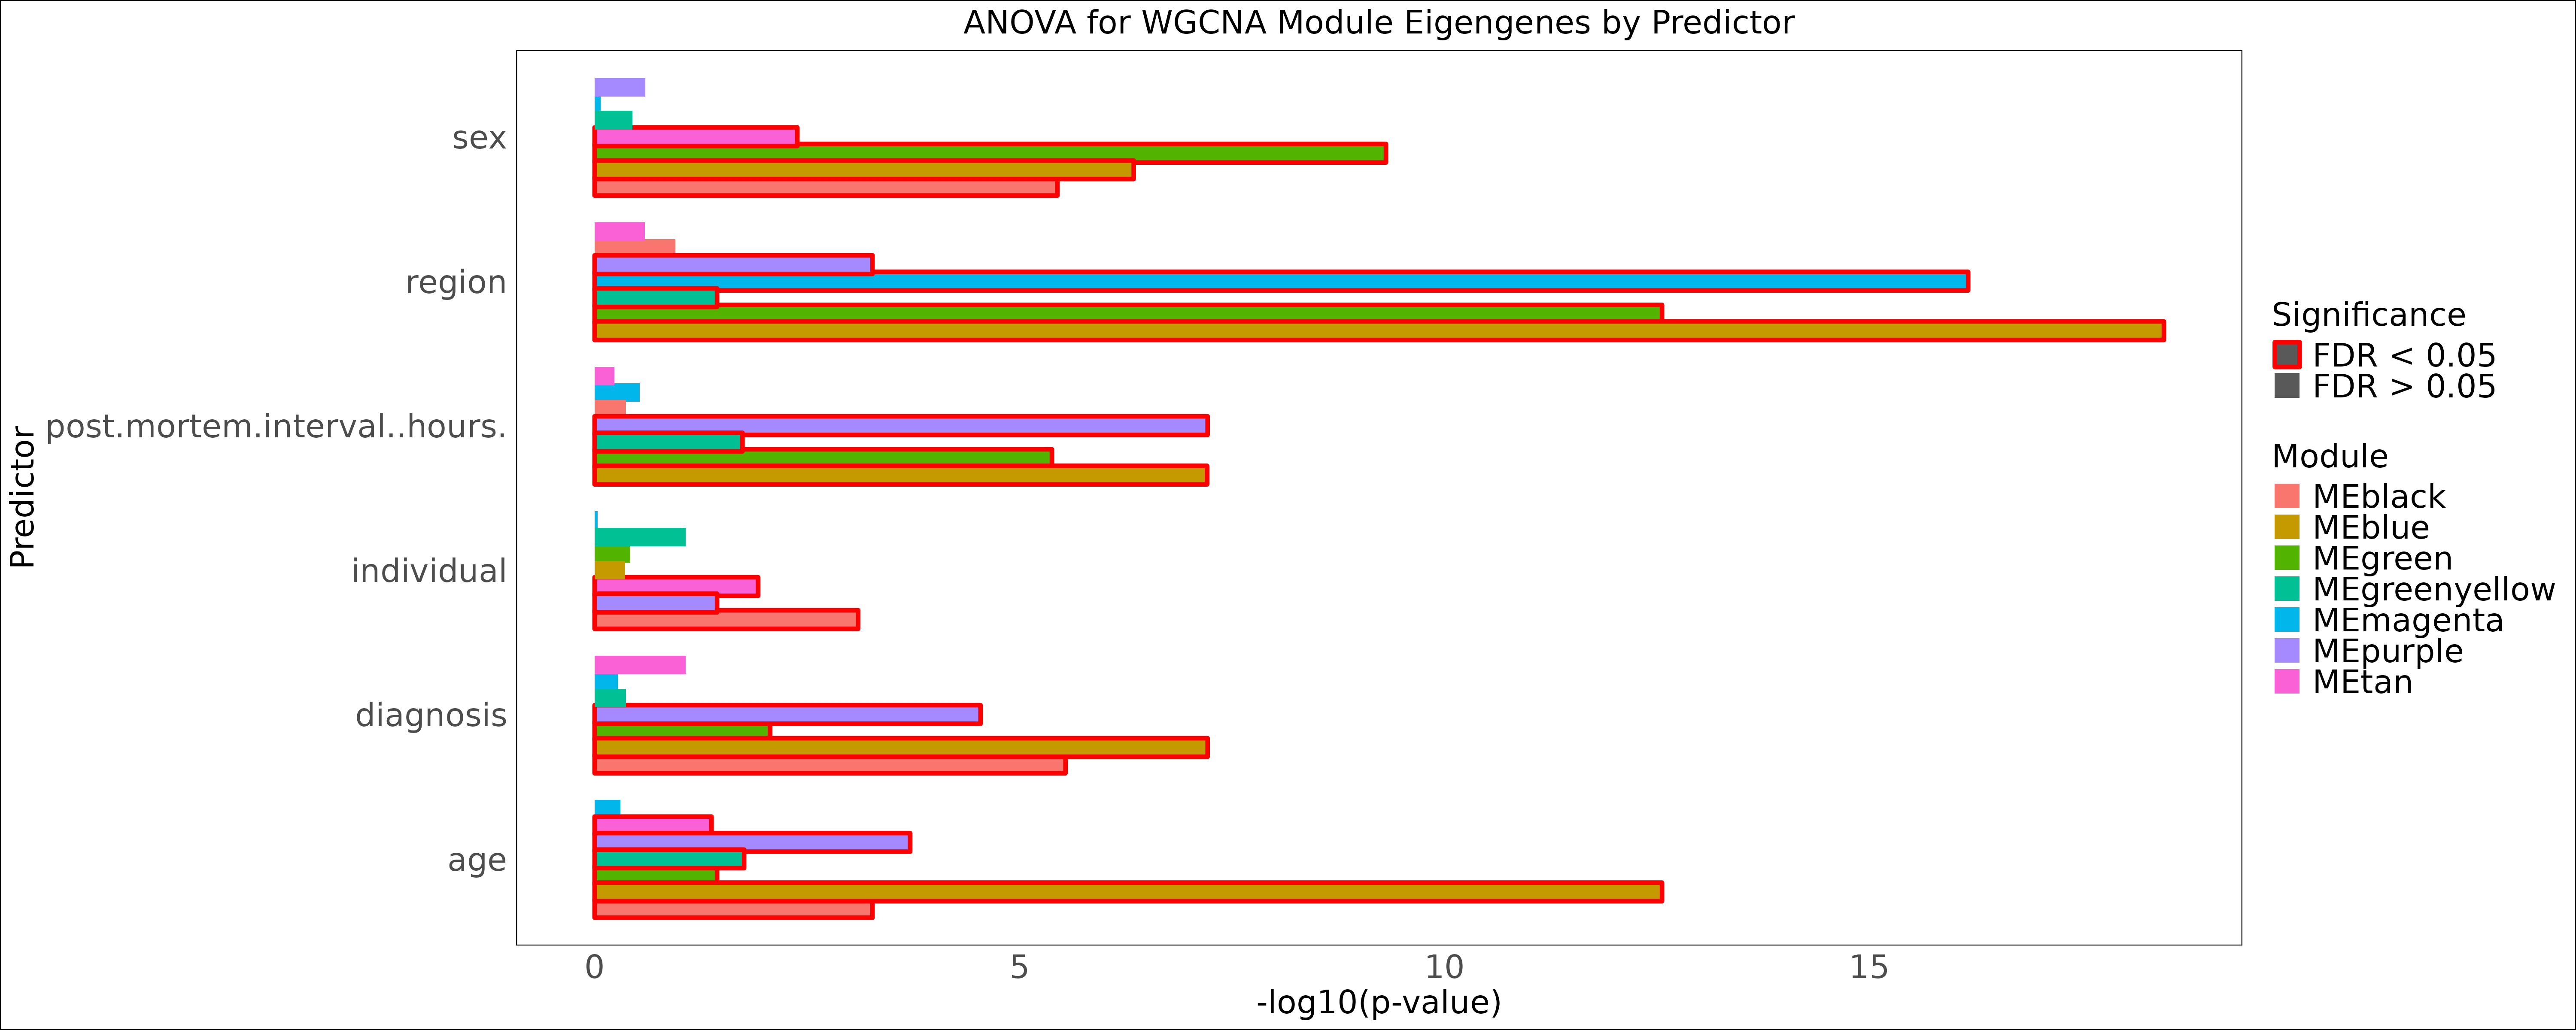 ANOVA for WGCNA Module Eigengenes by Predictor
sex
region
post.mortem.interval..hours.
individual
diagnosis
age
Predictor
0 5 10 15
-log10(p-value)
Significance
FDR < 0.05
FDR > 0.05
Module
MEblack
MEblue
MEgreen
MEgreenyellow
MEmagenta
MEpurple
MEtan